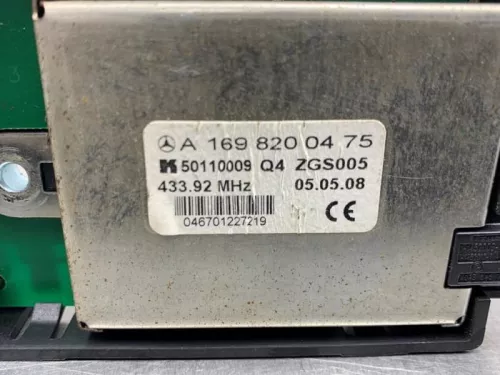 A 169 820 04 75
K 50110009 Q4 ZGS005
433.92 MHz 05.05.08
046701227219
CE